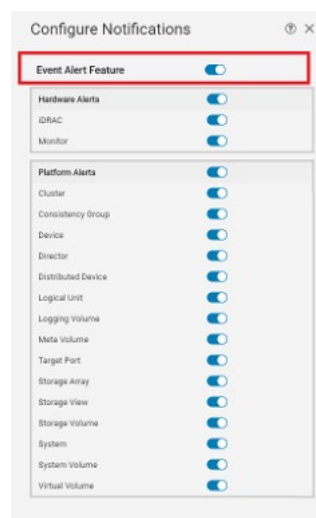 Configure Notifications
Event Alert Feature
Hardware Alerts
iDRAC
Monitor
Platform Alerts
Cluster
Consistency Group
Device
Director
Distributed Device
Logical Unit
Logging Volume
Meta Volume
Target Port
Storage Array
Storage View
Storage Volume
System
System Volume
Virtual Volume